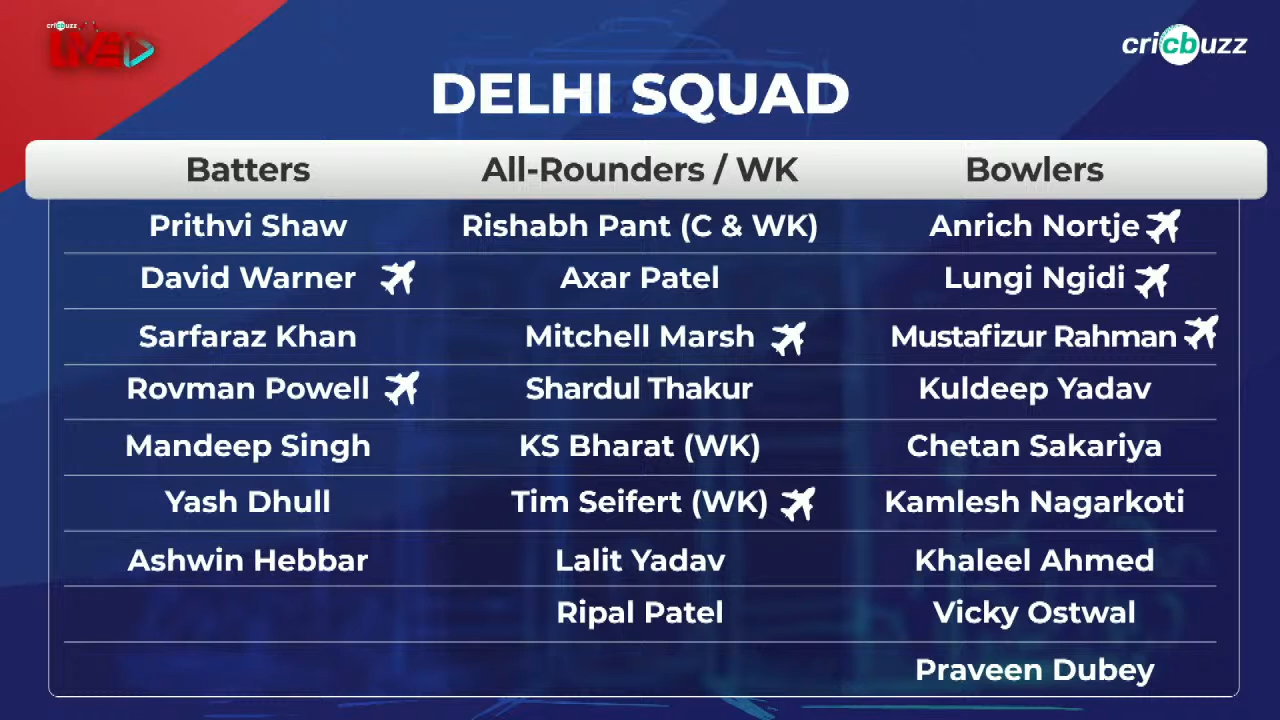 cricbuzz
LIVE
cricbuzz
DELHI SQUAD
Batters All-Rounders / WK Bowlers
Prithvi Shaw Rishabh Pant (C & WK) Anrich Nortje
David Warner Axar Patel Lungi Ngidi
Sarfaraz Khan Mitchell Marsh Mustafizur Rahman
Rovman Powell Shardul Thakur Kuldeep Yadav
Mandeep Singh KS Bharat (WK) Chetan Sakariya
Yash Dhull Tim Seifert (WK) Kamlesh Nagarkoti
Ashwin Hebbar Lalit Yadav Khaleel Ahmed
Ripal Patel Vicky Ostwal
Praveen Dubey